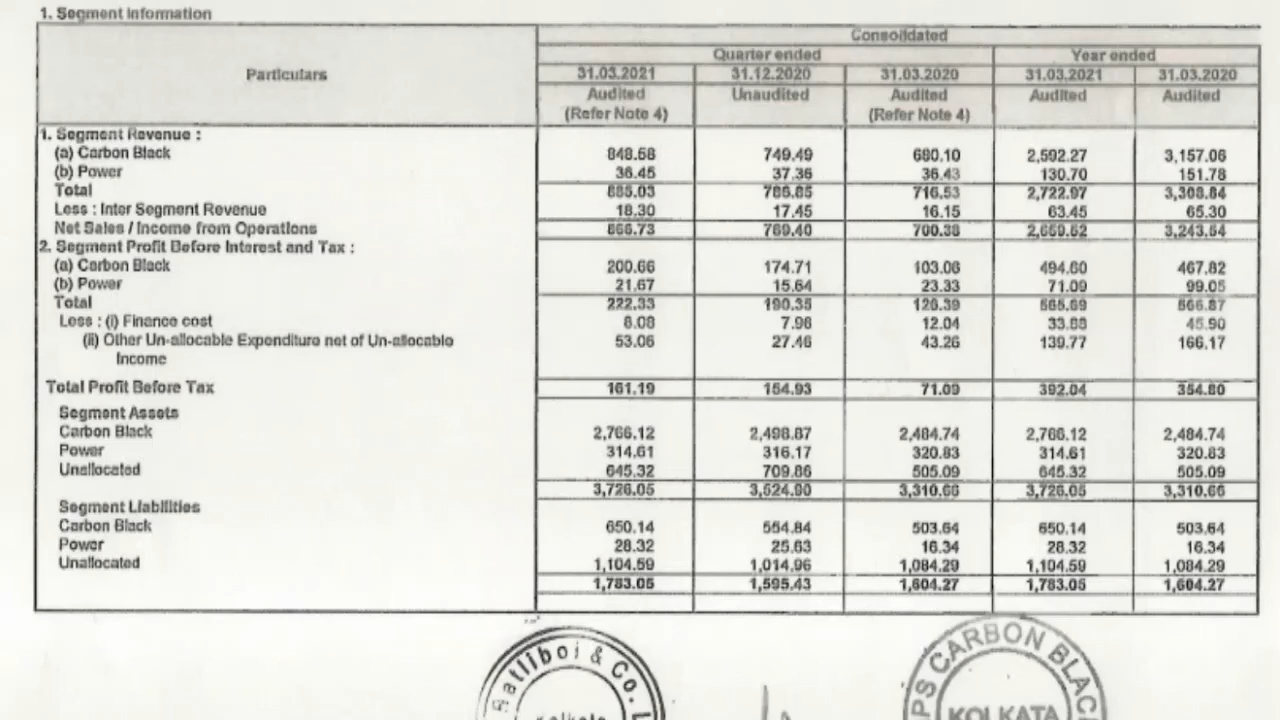 1. Segment Information
Particulars
Consolidated
Quarter ended Year ended
31.03.2021 31.12.2020 31.03.2020 31.03.2021 31.03.2020
Audited Unaudited Audited Audited Audited
(Refer Note 4) (Refer Note 4)
1. Segment Revenue :
(a) Carbon Black 848.58 749.49 680.10 2,592.27 3,157.06
(b) Power 36.45 37.36 36.43 130.70 151.78
Total 885.03 786.85 716.53 2,722.97 3,308.84
Less : Inter Segment Revenue 18.30 17.45 16.15 63.45 65.30
Net Sales / Income from Operations 866.73 769.40 700.38 2,659.52 3,243.54
2. Segment Profit Before Interest and Tax :
(a) Carbon Black 200.66 174.71 103.06 494.60 467.82
(b) Power 21.67 15.64 23.33 71.09 99.05
Total 222.33 190.35 126.39 565.69 566.87
Less : (i) Finance cost 8.08 7.96 12.04 33.88 45.90
(ii) Other Un-allocable Expenditure net of Un-allocable 53.06 27.46 43.26 139.77 166.17
Income
Total Profit Before Tax 161.19 154.93 71.09 392.04 354.80
Segment Assets
Carbon Black 2,766.12 2,498.87 2,484.74 2,766.12 2,484.74
Power 314.61 316.17 320.83 314.61 320.83
Unallocated 645.32 709.86 505.09 645.32 505.09
3,726.05 3,524.90 3,310.66 3,726.05 3,310.66
Segment Liabilities
Carbon Black 650.14 554.84 503.64 650.14 503.64
Power 28.32 25.63 16.34 28.32 16.34
Unallocated 1,104.59 1,014.96 1,084.29 1,104.59 1,084.29
1,783.05 1,595.43 1,604.27 1,783.05 1,604.27
Batliboi & Co. L
Kolkata
PS CARBON BLAC
KOLKATA